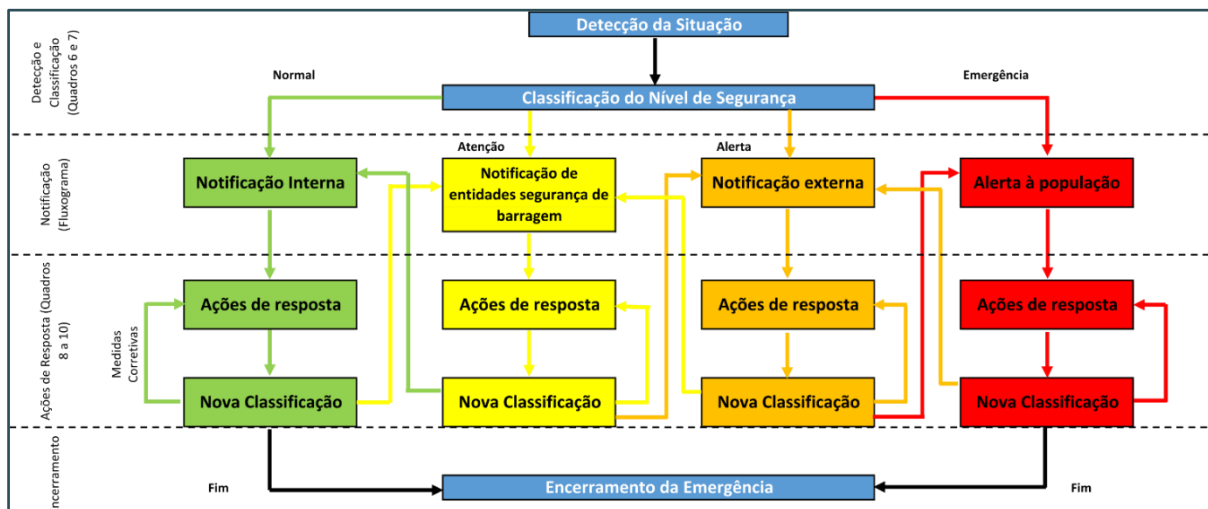 Detecção da Situação
Detecção e
Classificação
(Quadros 6 e 7)
Normal
Emergência
Classificação do Nível de Segurança
Notificação
(Fluxograma)
Atenção
Alerta
Notificação Interna
Notificação de
entidades segurança de
barragem
Notificação externa
Alerta à população
Ações de Resposta (Quadros
8 a 10)
Ações de resposta
Ações de resposta
Ações de resposta
Ações de resposta
Medidas
Corretivas
Nova Classificação
Nova Classificação
Nova Classificação
Nova Classificação
Encerramento
Fim
Encerramento da Emergência
Fim